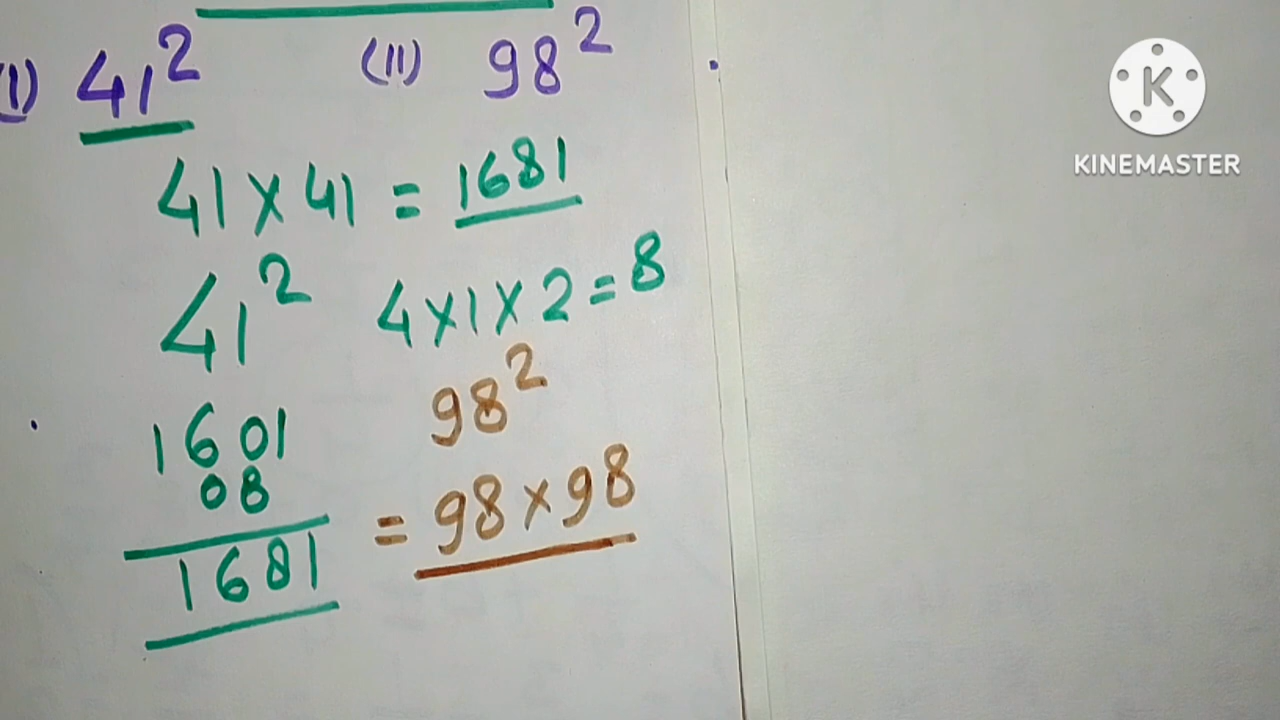 (I) 41² (II) 98²
41 × 41 = 1681
41² 4×1×2=8
1601
08
1681
98²
= 98×98
KINEMASTER